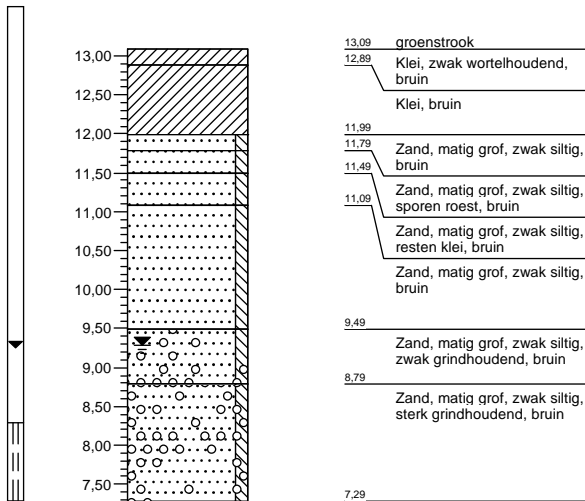 13,00
12,50
12,00
11,50
11,00
10,50
10,00
9,50
9,00
8,50
8,00
7,50
13,09 groenstrook
12,89 Klei, zwak wortelhoudend,
bruin
Klei, bruin
11,99
11,79 Zand, matig grof, zwak siltig,
bruin
11,49 Zand, matig grof, zwak siltig,
sporen roest, bruin
11,09 Zand, matig grof, zwak siltig,
resten klei, bruin
Zand, matig grof, zwak siltig,
bruin
9,49
Zand, matig grof, zwak siltig,
zwak grindhoudend, bruin
8,79
Zand, matig grof, zwak siltig,
sterk grindhoudend, bruin
7,29